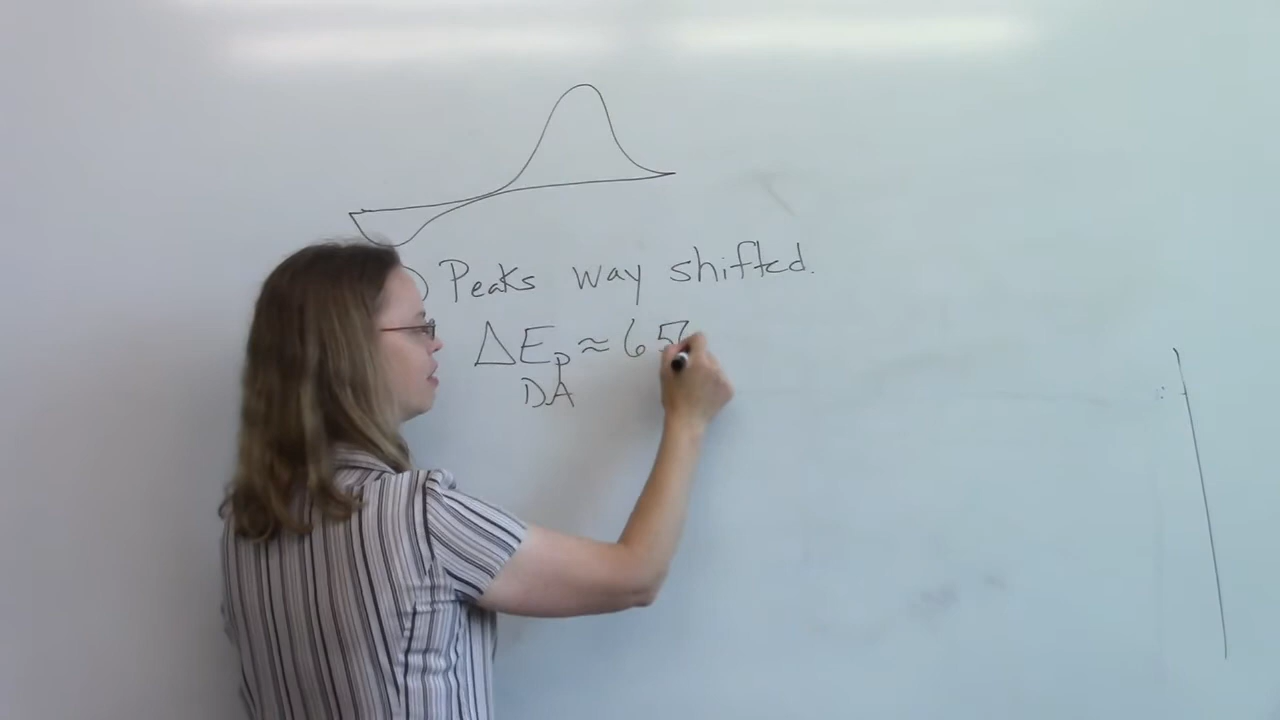 ) Peaks way shifted.
ΔEp ≈ 65
DA